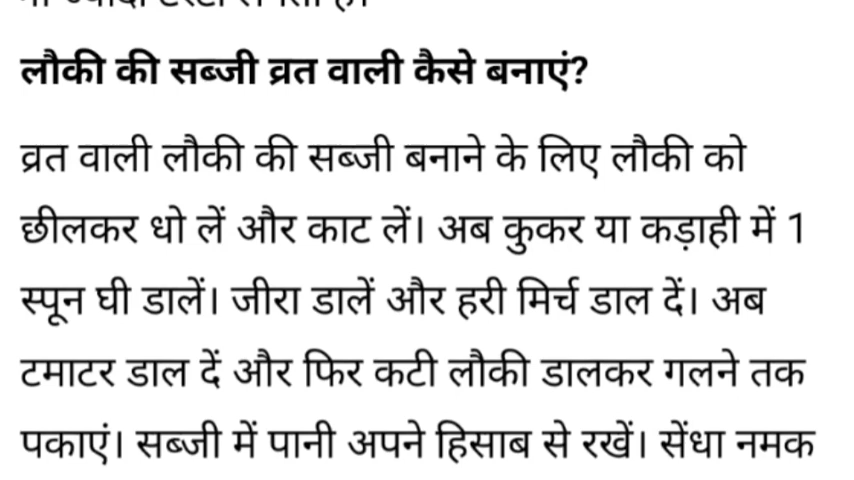 लौकी की सब्जी व्रत वाली कैसे बनाएं?
व्रत वाली लौकी की सब्जी बनाने के लिए लौकी को
छीलकर धो लें और काट लें। अब कुकर या कड़ाही में 1
स्पून घी डालें। जीरा डालें और हरी मिर्च डाल दें। अब
टमाटर डाल दें और फिर कटी लौकी डालकर गलने तक
पकाएं। सब्जी में पानी अपने हिसाब से रखें। सेंधा नमक